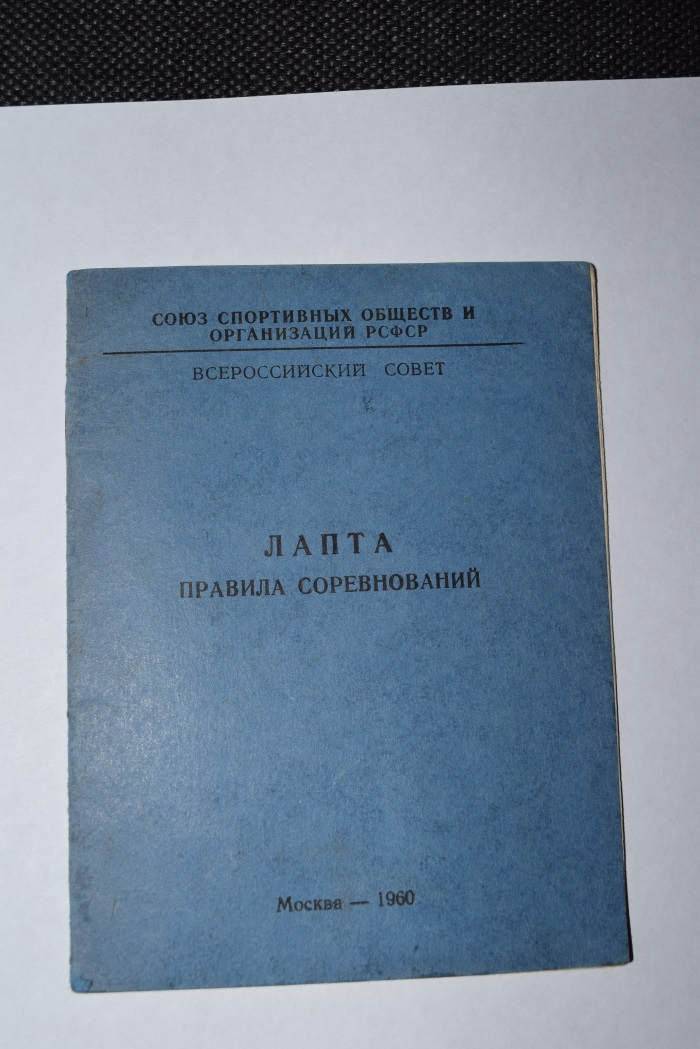 СОЮЗ СПОРТИВНЫХ ОБЩЕСТВ И
ОРГАНИЗАЦИЙ РСФСР
ВСЕРОССИЙСКИЙ СОВЕТ
ЛАПТА
ПРАВИЛА СОРЕВНОВАНИЙ
Москва — 1960